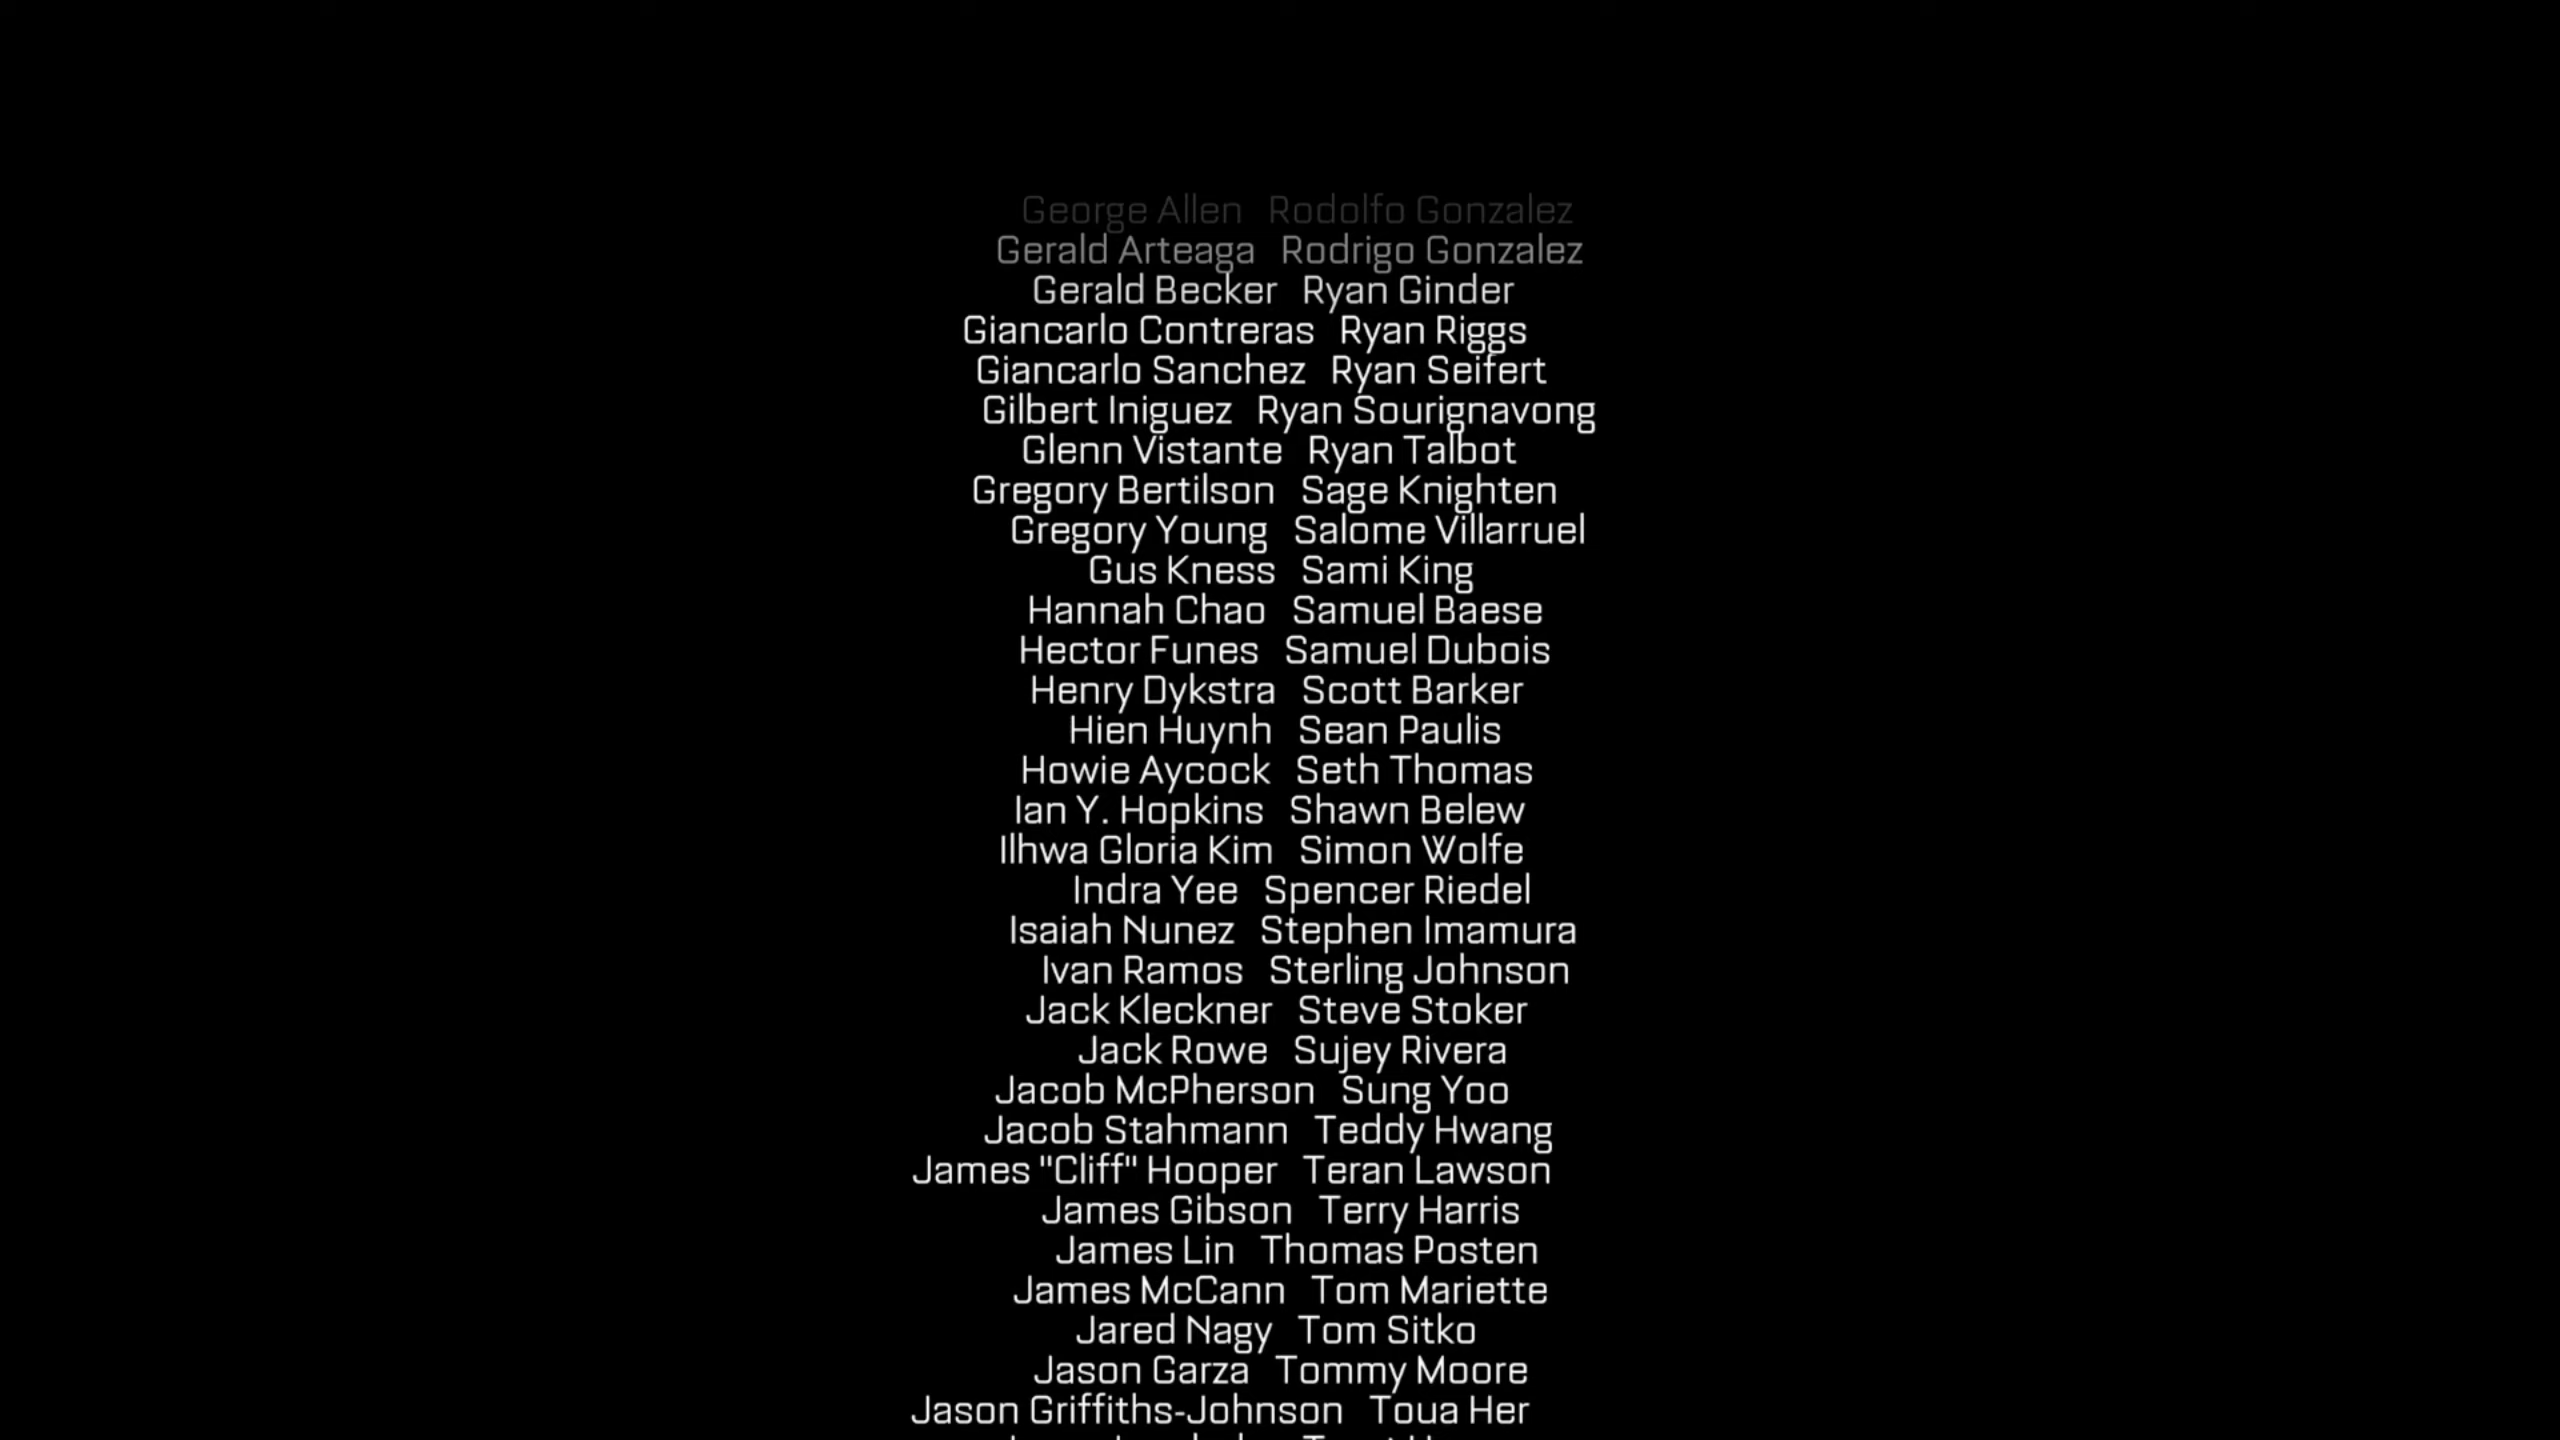 George Allen Rodolfo Gonzalez
Gerald Arteaga Rodrigo Gonzalez
Gerald Becker Ryan Ginder
Giancarlo Contreras Ryan Riggs
Giancarlo Sanchez Ryan Seifert
Gilbert Iniguez Ryan Sourignavong
Glenn Vistante Ryan Talbot
Gregory Bertilson Sage Knighten
Gregory Young Salome Villarruel
Gus Kness Sami King
Hannah Chao Samuel Baese
Hector Funes Samuel Dubois
Henry Dykstra Scott Barker
Hien Huynh Sean Paulis
Howie Aycock Seth Thomas
Ian Y. Hopkins Shawn Belew
Ilhwa Gloria Kim Simon Wolfe
Indra Yee Spencer Riedel
Isaiah Nunez Stephen Imamura
Ivan Ramos Sterling Johnson
Jack Kleckner Steve Stoker
Jack Rowe Sujey Rivera
Jacob McPherson Sung Yoo
Jacob Stahmann Teddy Hwang
James "Cliff" Hooper Teran Lawson
James Gibson Terry Harris
James Lin Thomas Posten
James McCann Tom Mariette
Jared Nagy Tom Sitko
Jason Garza Tommy Moore
Jason Griffiths-Johnson Toua Her